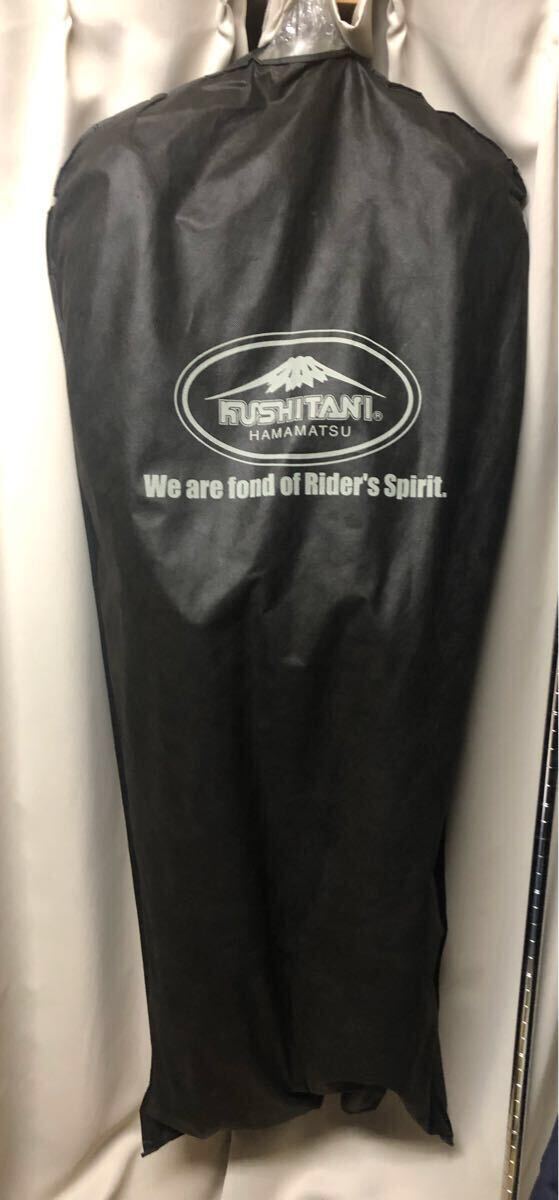 KUSHITANI®
HAMAMATSU
We are fond of Rider's Spirit.